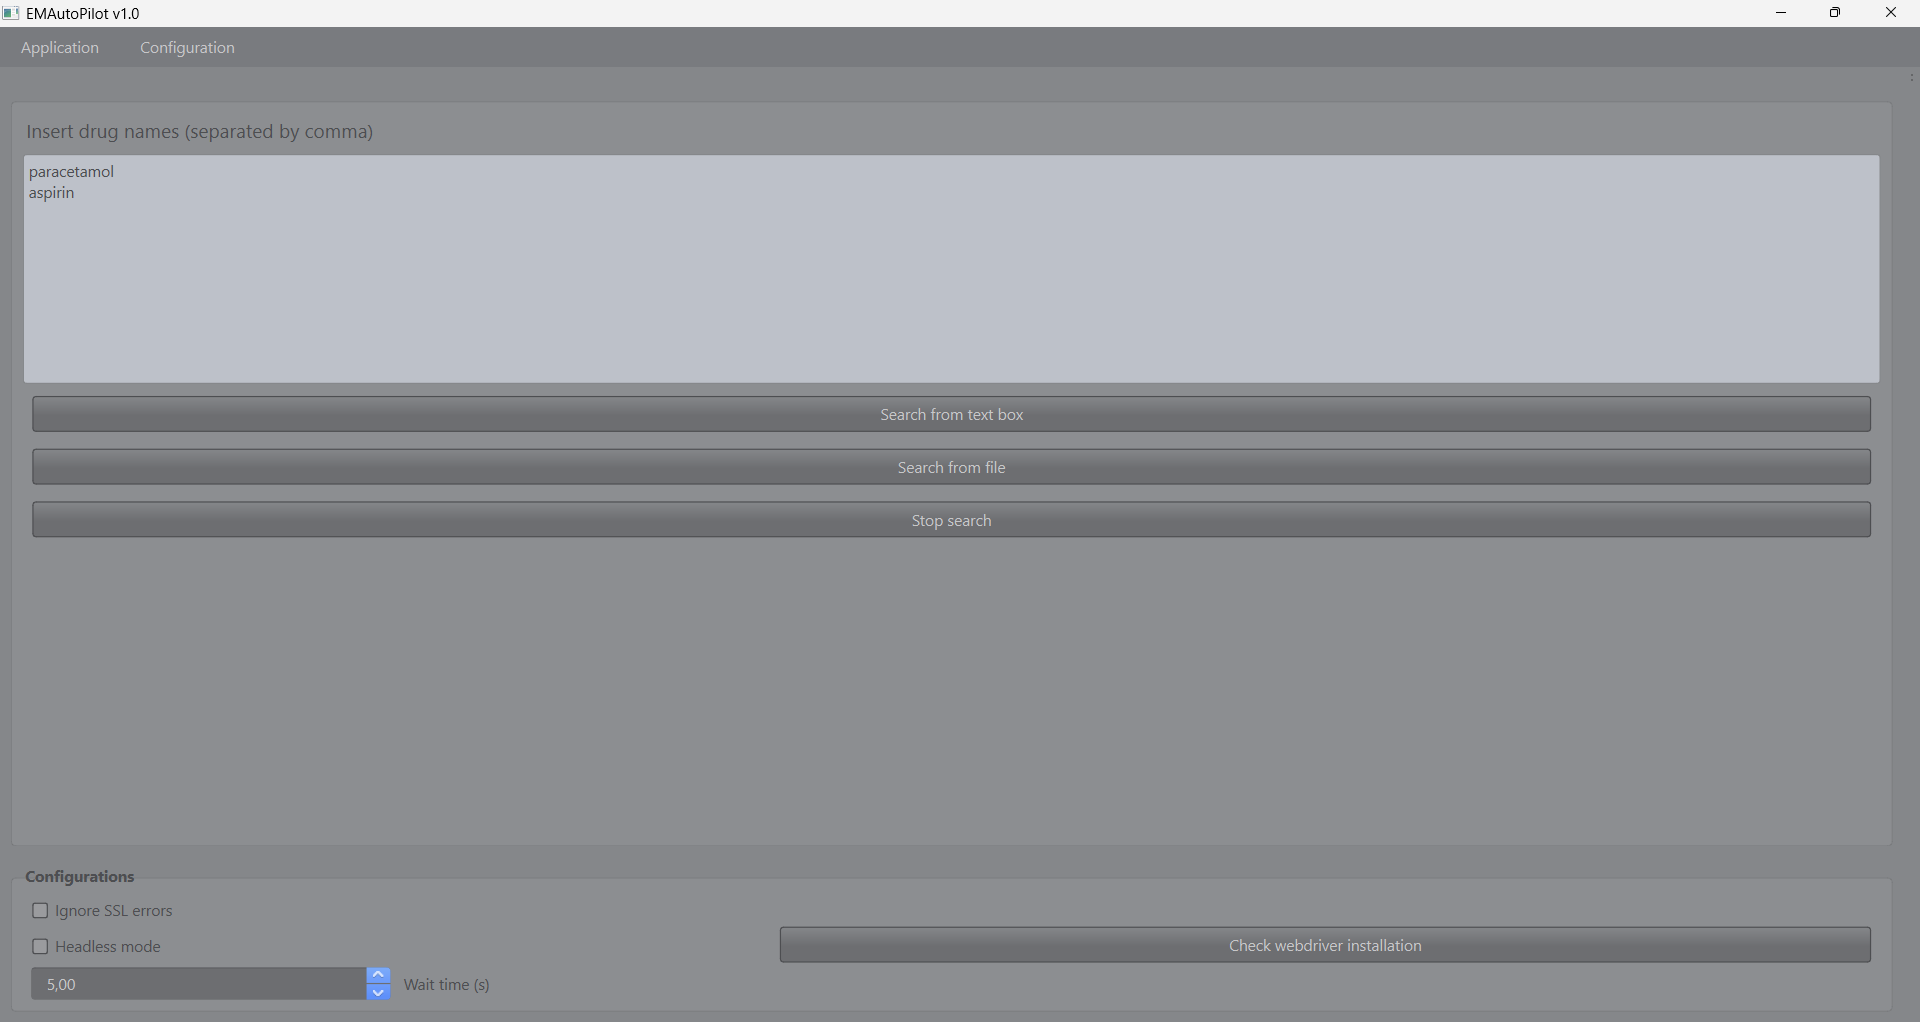 EMAutoPilot v1.0
Application Configuration
Insert drug names (separated by comma)
paracetamol
aspirin
Search from text box
Search from file
Stop search
Configurations
Ignore SSL errors
Headless mode
Check webdriver installation
5,00 Wait time (s)